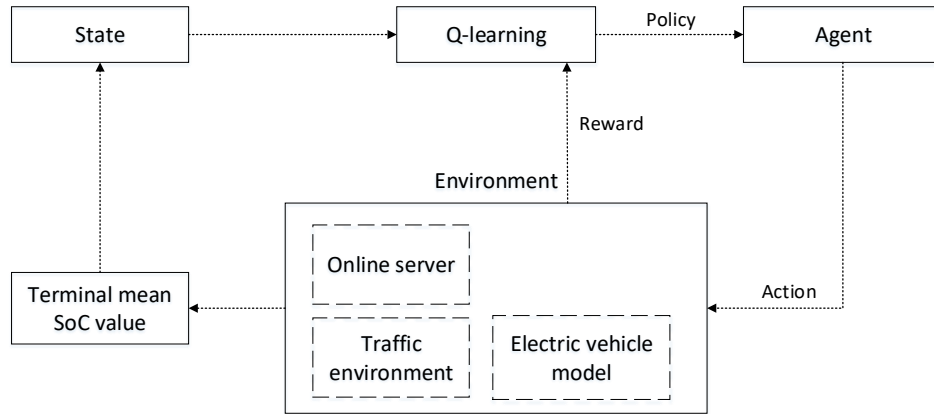 State
Q-learning
Policy
Agent
Reward
Environment
Online server
Terminal mean
SoC value
Action
Traffic
environment
Electric vehicle
model